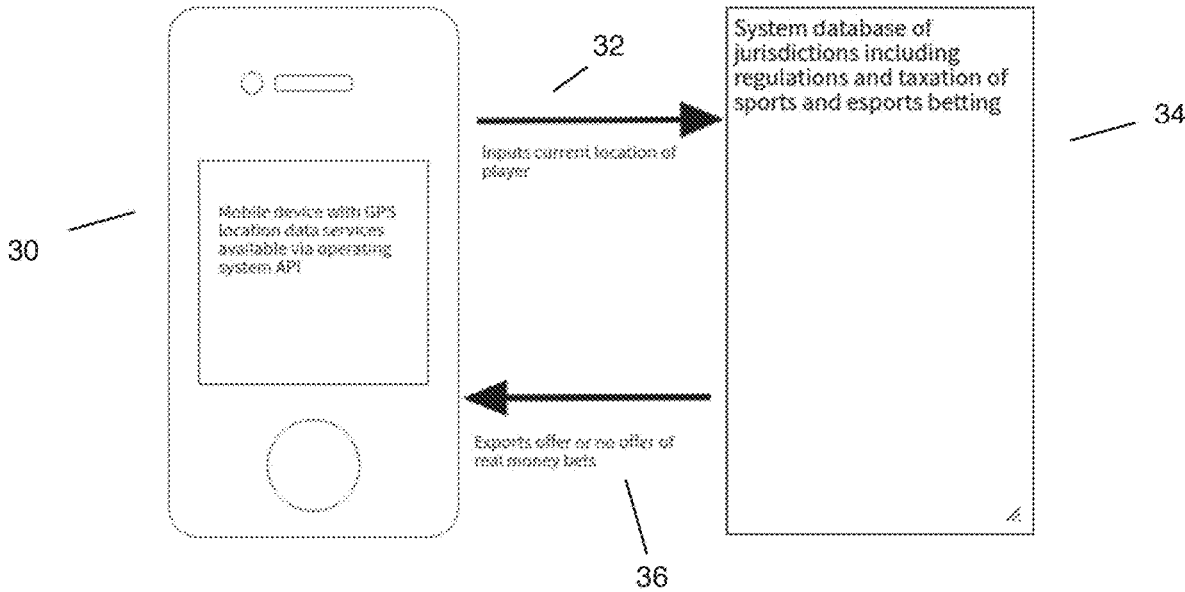 System database of
jurisdictions including
regulations and taxation of
sports and esports betting
32
34
Inputs current location of
player
30
Mobile device with GPS
location data services
available via operating
system API
Exports offer or no offer of
real money bets
36